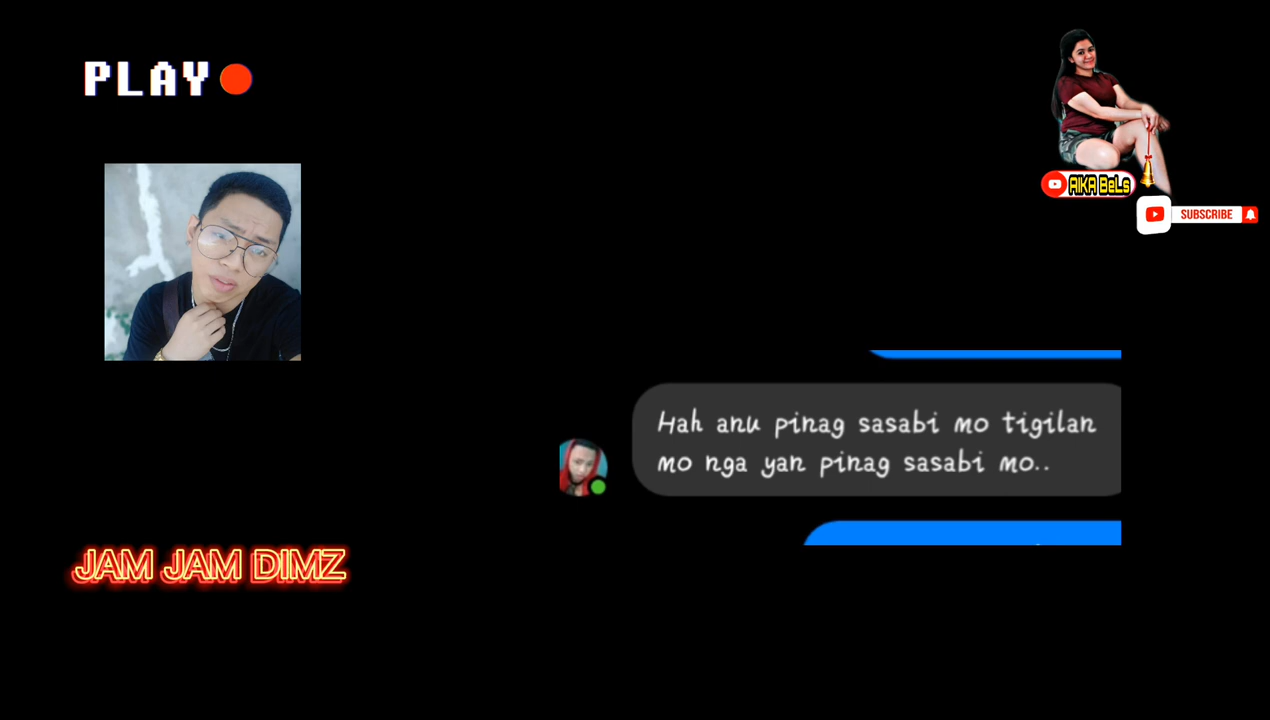 PLAY
AIKA BeLs
SUBSCRIBE
Hah anu pinag sasabi mo tigilan
mo nga yan pinag sasabi mo..
JAM JAM DIMZ